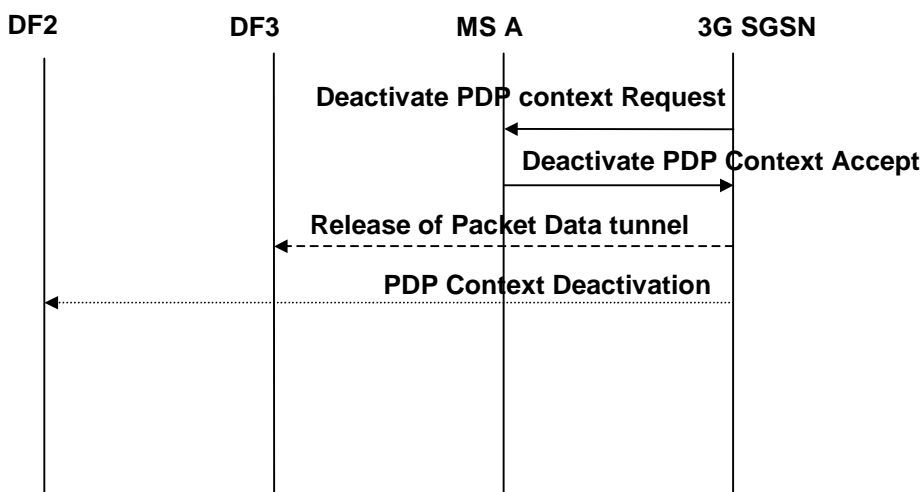 DF2 DF3 MS A 3G SGSN
Deactivate PDP context Request
Deactivate PDP Context Accept
Release of Packet Data tunnel
PDP Context Deactivation